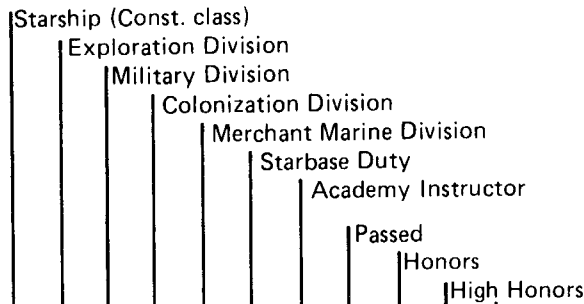 Starship (Const. class)
Exploration Division
Military Division
Colonization Division
Merchant Marine Division
Starbase Duty
Academy Instructor
Passed
Honors
High Honors